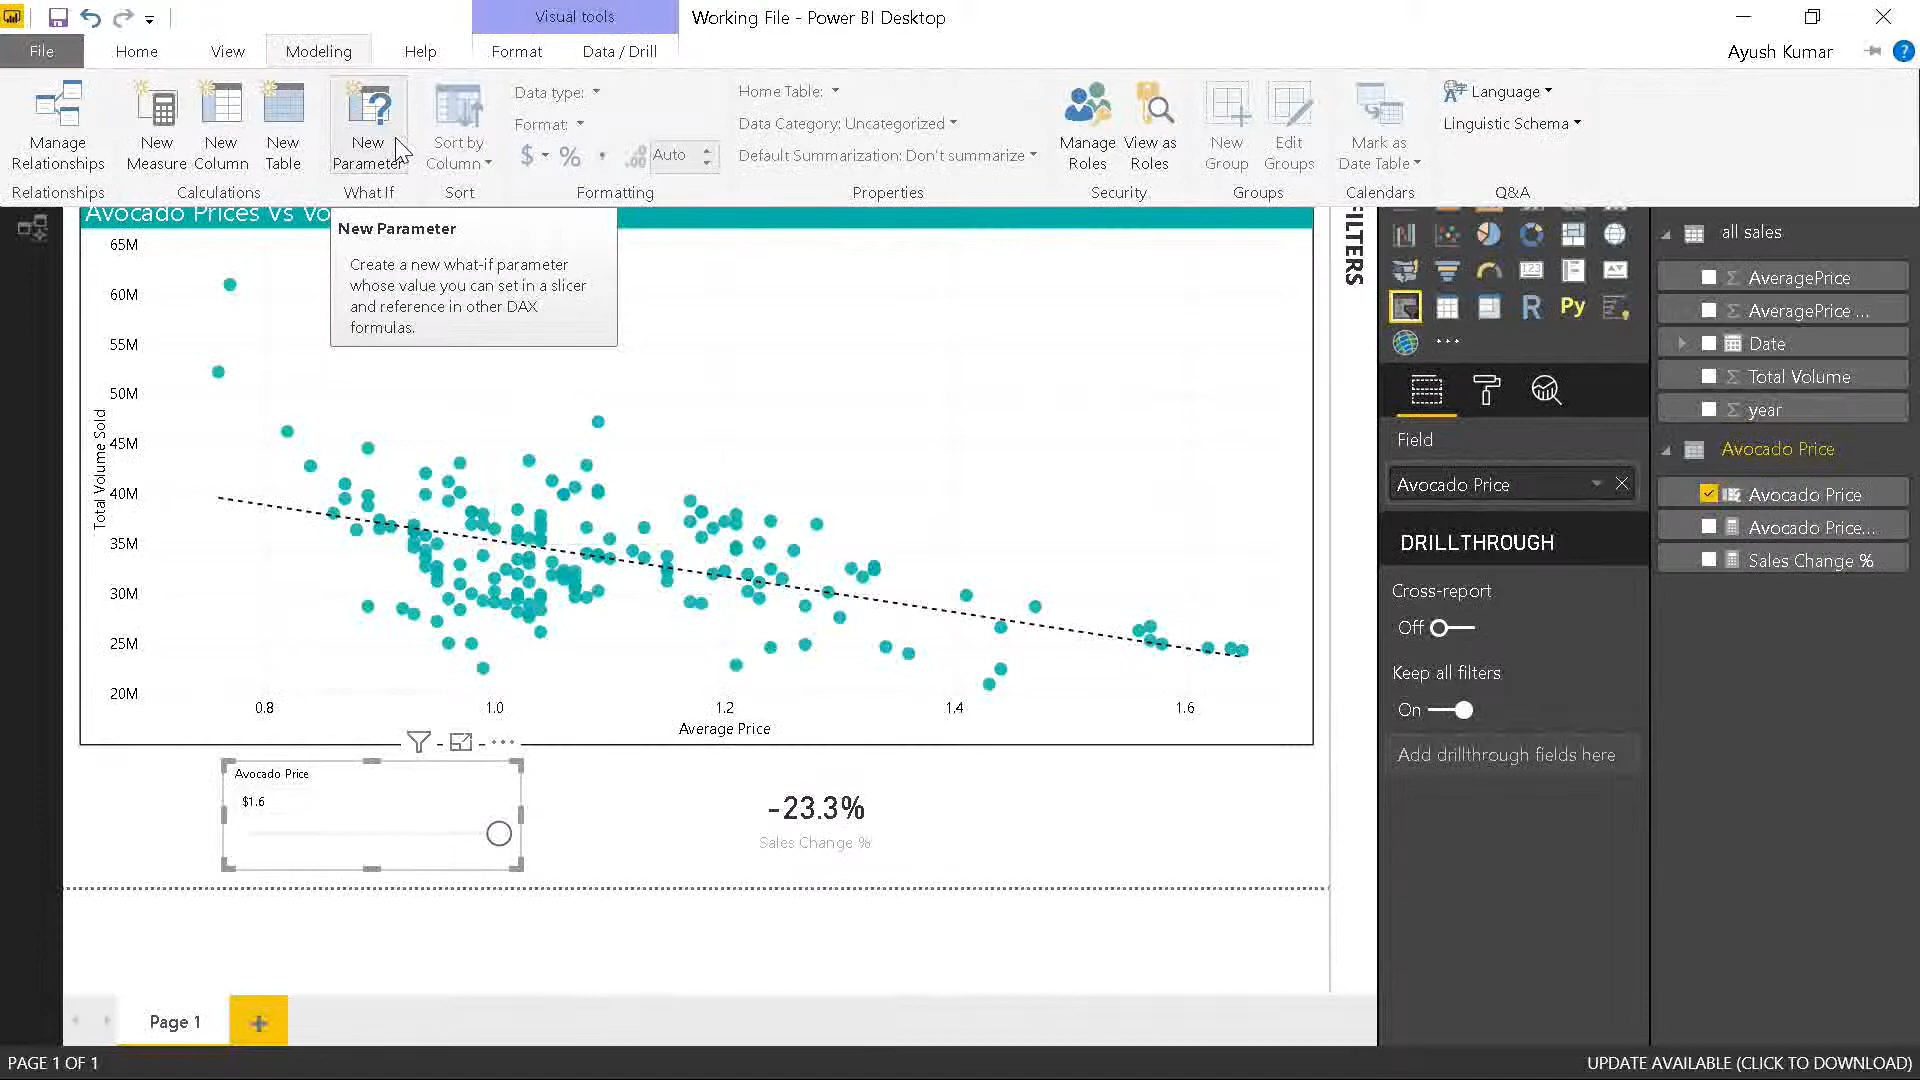 Visual tools
Working File - Power BI Desktop
File
Home
View
Modeling
Help
Format
Data / Drill
Ayush Kumar
?
Manage
Relationships
New
Measure
New
Column
New
Table
New
Parameter
Sort by
Column
Data type:
Format:
$
%
Auto
Home Table:
Data Category: Uncategorized
Default Summarization: Don't summarize
Manage
Roles
View as
Roles
New
Group
Edit
Groups
Mark as
Date Table
Language
Linguistic Schema
Relationships
Calculations
What If
Sort
Formatting
Properties
Security
Groups
Calendars
Q&A
Avocado Prices Vs Vo
New Parameter
Create a new what-if parameter
whose value you can set in a slicer
and reference in other DAX
formulas.
65M
60M
55M
50M
45M
40M
35M
30M
25M
20M
Total Volume Sold
0.8
1.0
1.2
1.4
1.6
Average Price
Avocado Price
$1.6
-23.3%
Sales Change %
FILTERS
123
R
Py
Field
Avocado Price
DRILLTHROUGH
Cross-report
Off
Keep all filters
On
Add drillthrough fields here
all sales
AveragePrice
AveragePrice ...
Date
Total Volume
year
Avocado Price
Avocado Price
Avocado Price...
Sales Change %
Page 1
PAGE 1 OF 1
UPDATE AVAILABLE (CLICK TO DOWNLOAD)